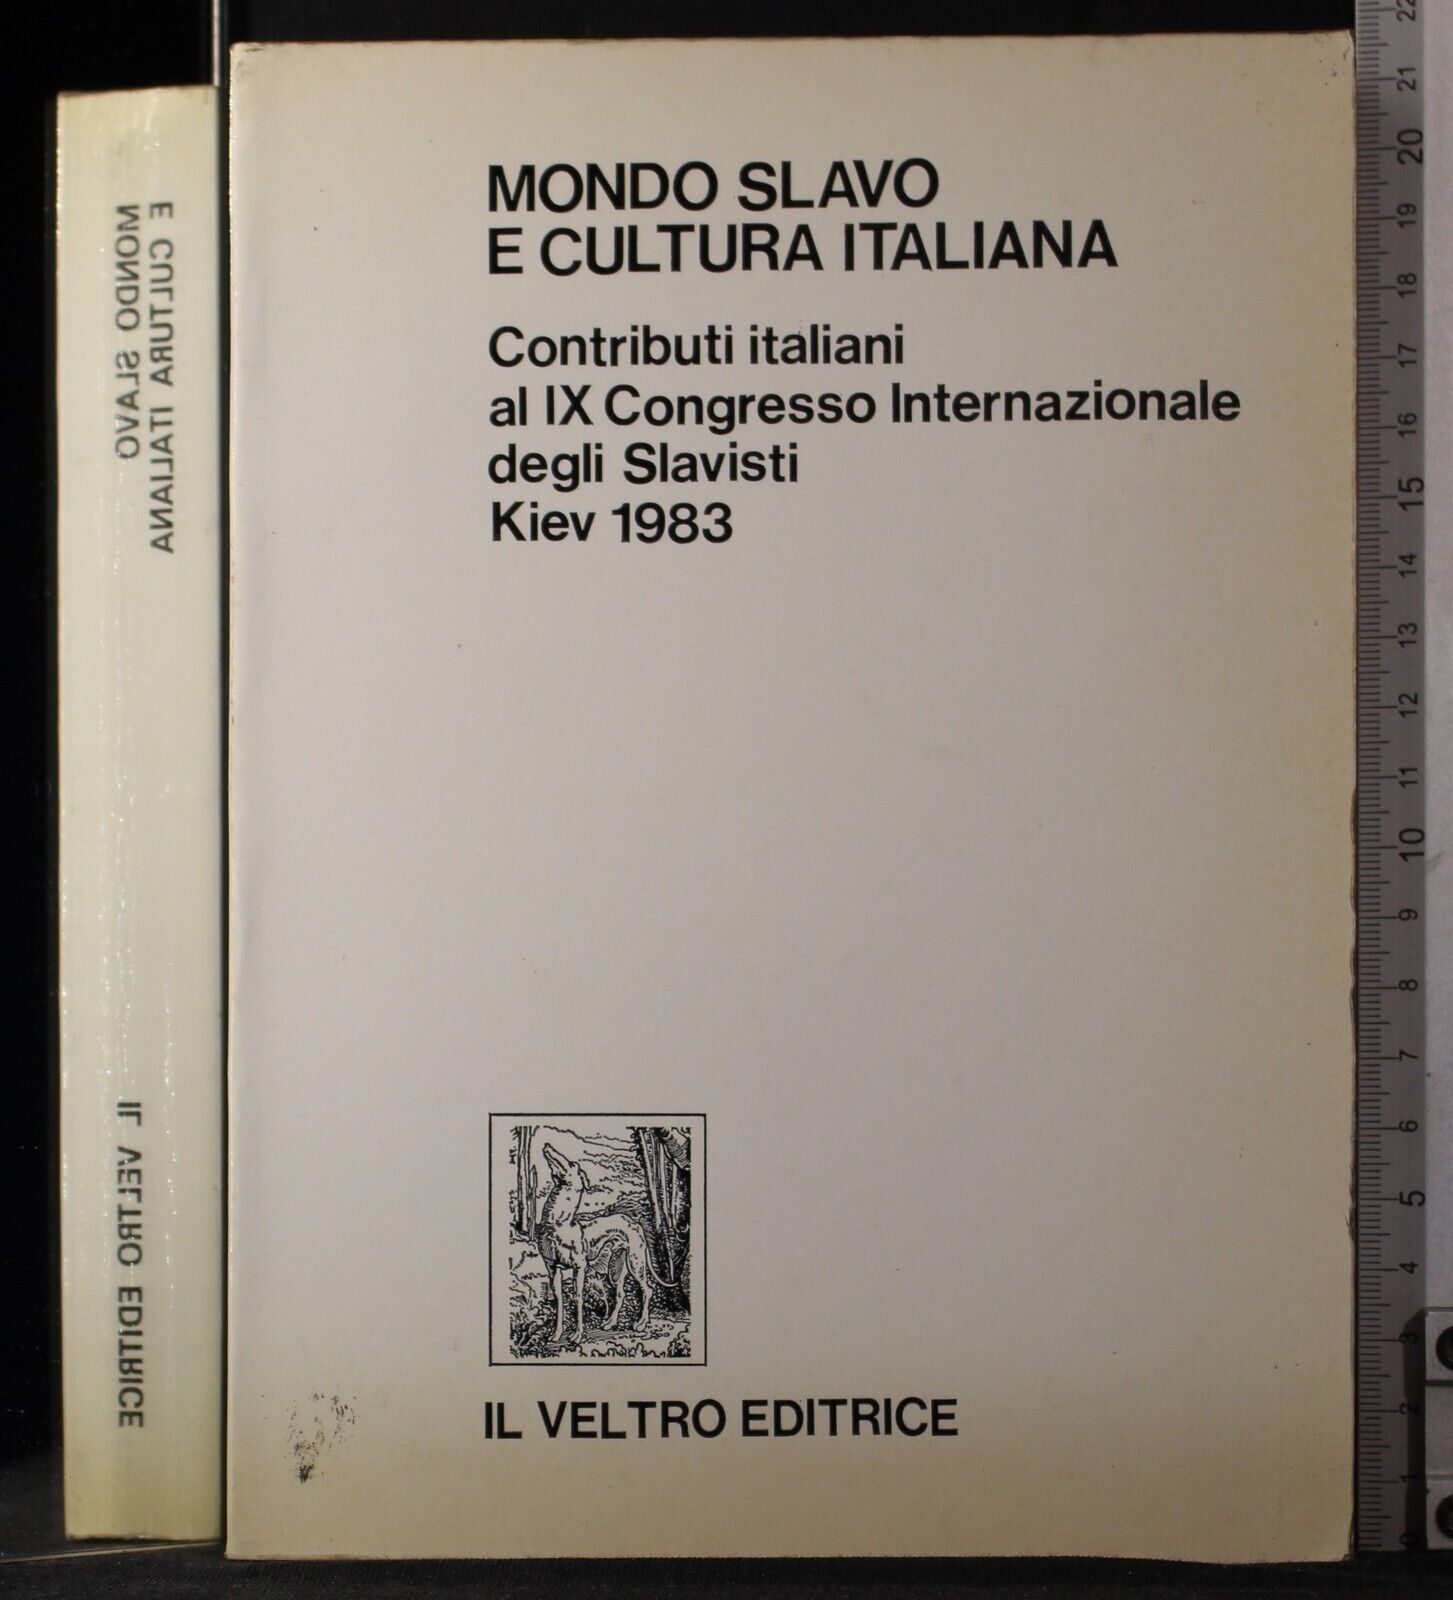 MONDO SLAVO
E CULTURA ITALIANA
Contributi italiani
al IX Congresso Internazionale
degli Slavisti
Kiev 1983
IL VELTRO EDITRICE
MONDO SLAVO
E CULTURA ITALIANA
IL VELTRO EDITRICE
22
21
20
19
18
17
16
15
14
13
12
11
10
9
8
7
6
5
4
3
2
1
0